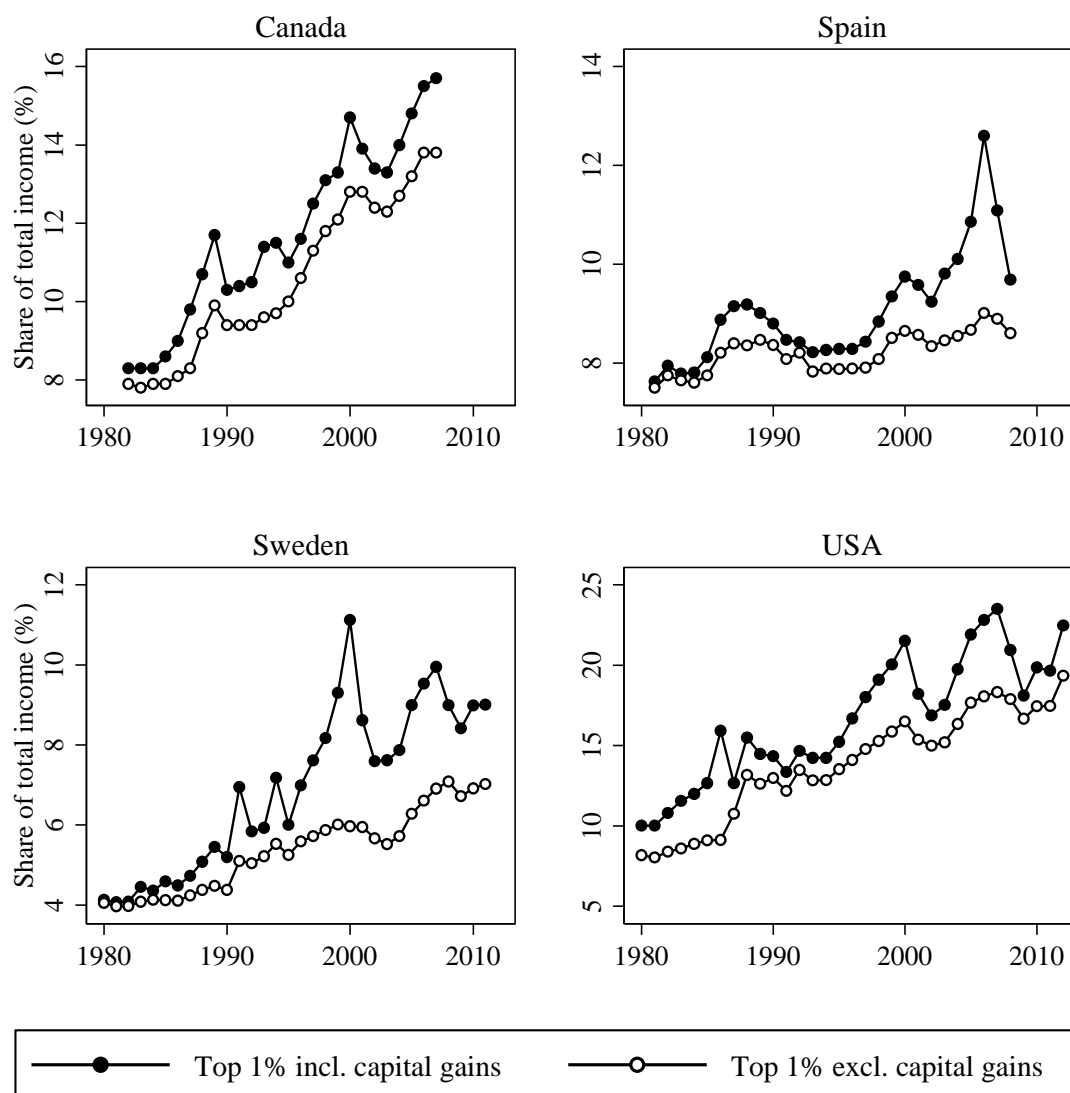 Canada
Share of total income (%)
16
14
12
10
8
1980 1990 2000 2010
Spain
14
12
10
8
1980 1990 2000 2010
Sweden
Share of total income (%)
12
10
8
6
4
1980 1990 2000 2010
USA
25
20
15
10
5
1980 1990 2000 2010
Top 1% incl. capital gains Top 1% excl. capital gains